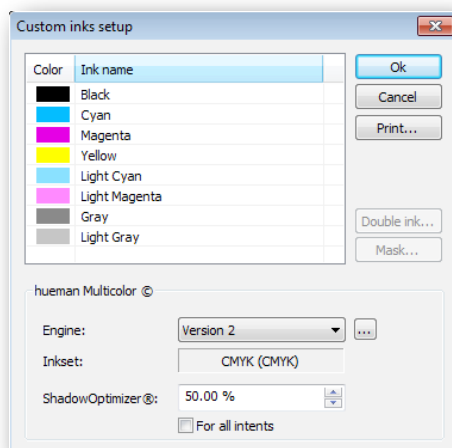 Custom inks setup
Color Ink name
Black
Cyan
Magenta
Yellow
Light Cyan
Light Magenta
Gray
Light Gray
Ok
Cancel
Print...
Double ink...
Mask...
hueman Multicolor ©
Engine: Version 2 ...
Inkset: CMYK (CMYK)
ShadowOptimizer®: 50.00 %
For all intents